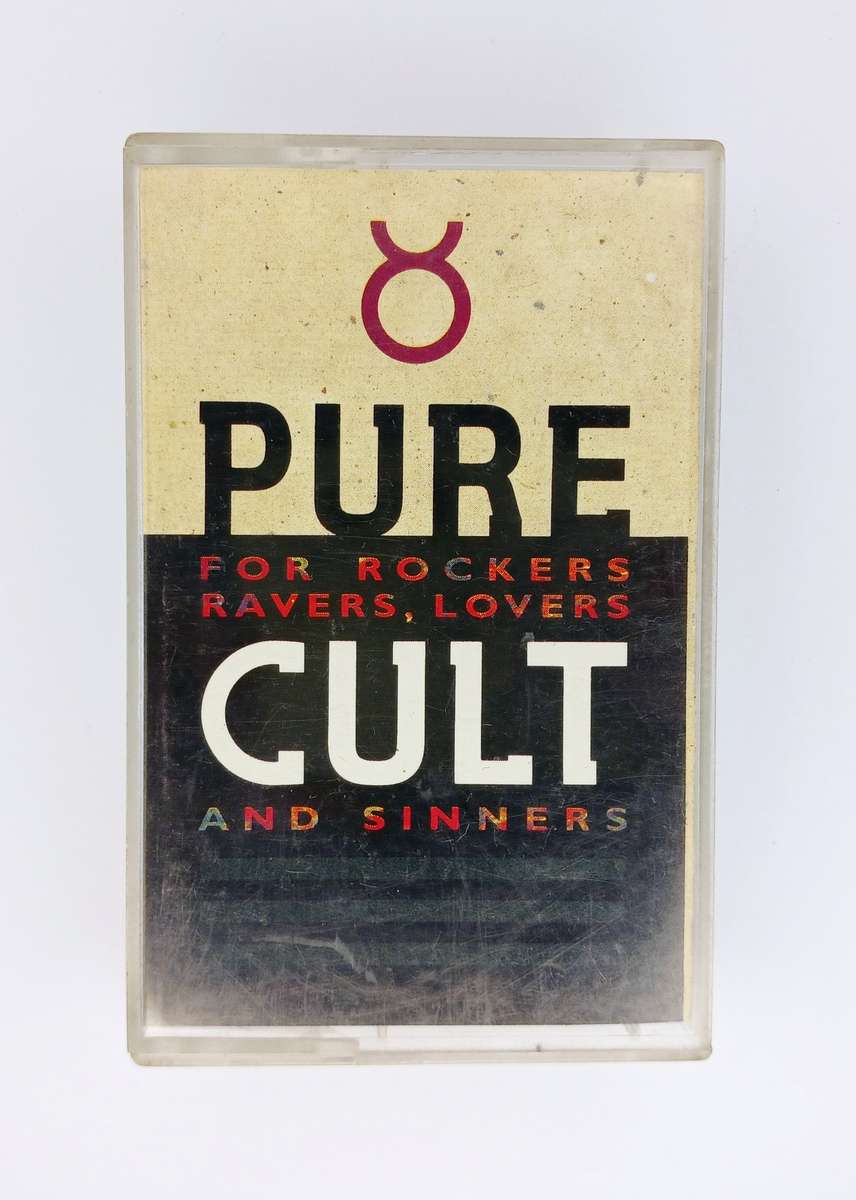 PURE
FOR ROCKERS
RAVERS, LOVERS
CULT
AND SINNERS